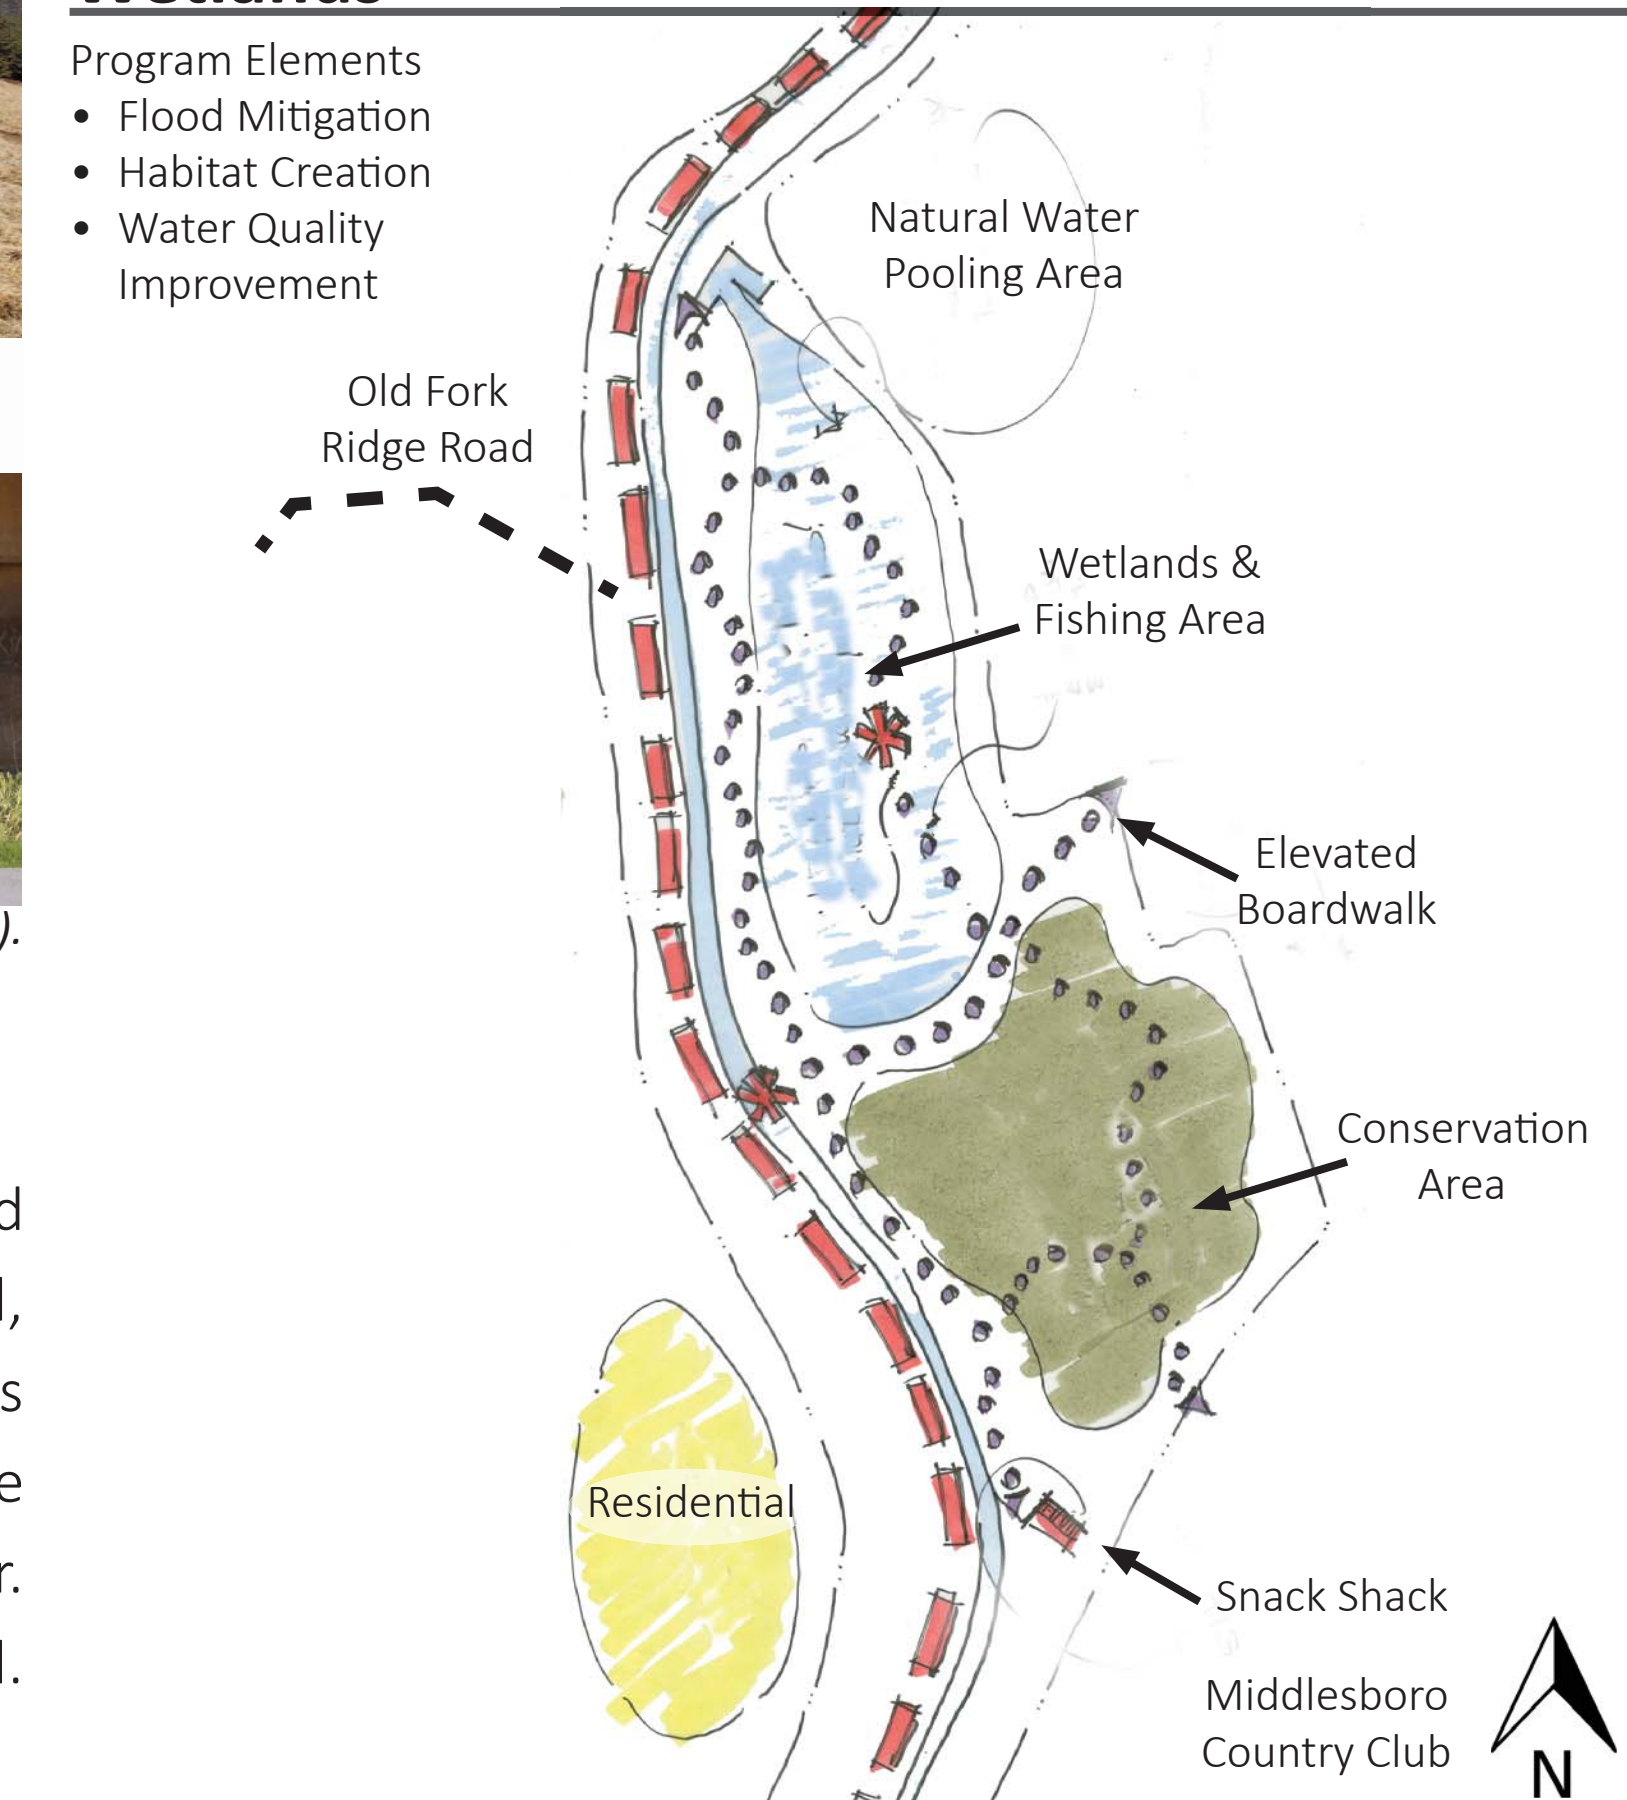 Wetlands
Program Elements
• Flood Mitigation
• Habitat Creation
• Water Quality
Improvement
Natural Water
Pooling Area
Old Fork
Ridge Road
Wetlands &
Fishing Area
Elevated
Boardwalk
).
Conservation
Area
d
l,
s
e
r.
l.
Residential
Snack Shack
Middlesboro
Country Club
N